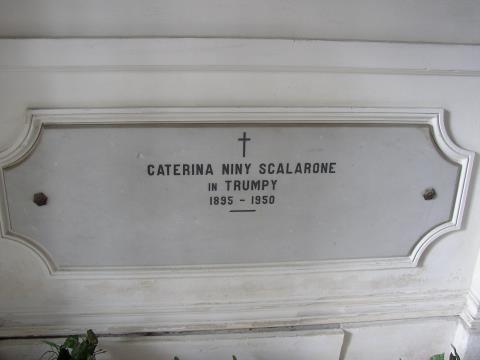 CATERINA NINY SCALARONE
IN TRUMPY
1895 - 1950